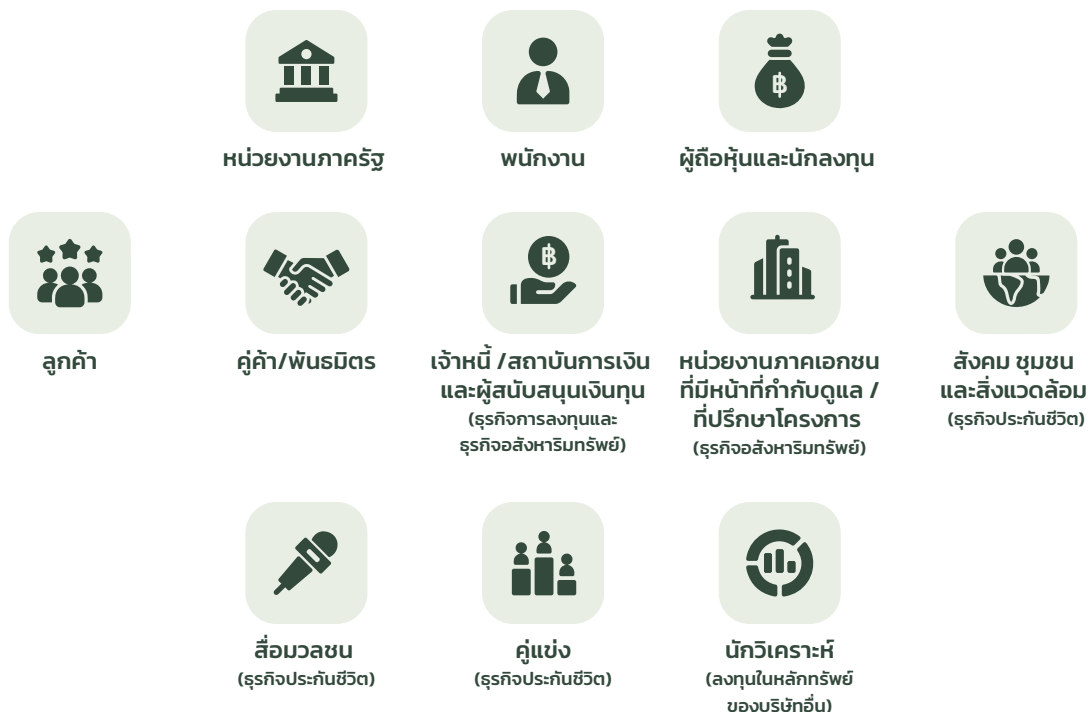 หน่วยงานภาครัฐ
พนักงาน
ผู้ถือหุ้นและนักลงทุน
ลูกค้า
คู่ค้า/พันธมิตร
เจ้าหนี้ /สถาบันการเงิน
และผู้สนับสนุนเงินทุน
(ธุรกิจการลงทุนและ
ธุรกิจอสังหาริมทรัพย์)
หน่วยงานภาคเอกชน
ที่มีหน้าที่กำกับดูแล /
ที่ปรึกษาโครงการ
(ธุรกิจอสังหาริมทรัพย์)
สังคม ชุมชน
และสิ่งแวดล้อม
(ธุรกิจประกันชีวิต)
สื่อมวลชน
(ธุรกิจประกันชีวิต)
คู่แข่ง
(ธุรกิจประกันชีวิต)
นักวิเคราะห์
(ลงทุนในหลักทรัพย์
ของบริษัทอื่น)